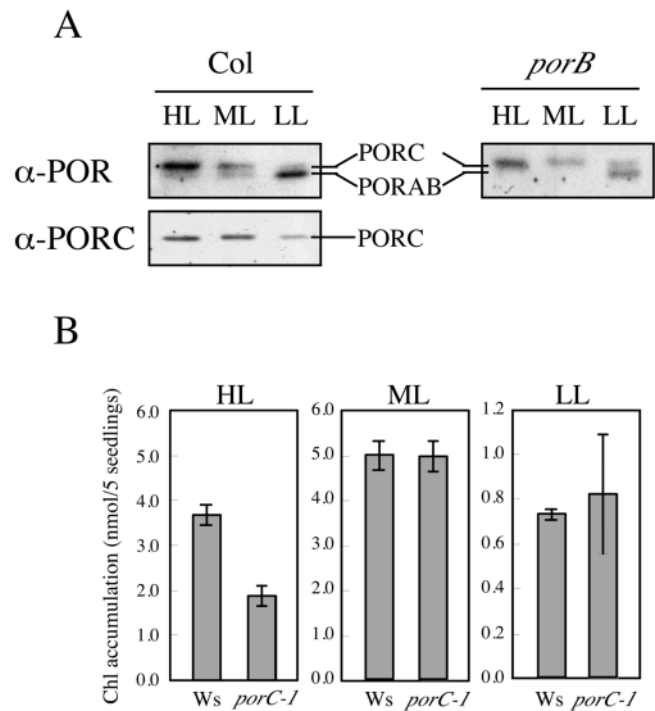 A
Col
porB
HL ML LL
HL ML LL
α-POR
PORC
PORAB
α-PORC
PORC
B
Chl accumulation (nmol/5 seedlings)
HL
6.0
5.0
4.0
3.0
2.0
1.0
0.0
Ws porC-1
ML
6.0
5.0
4.0
3.0
2.0
1.0
0.0
Ws porC-1
LL
1.2
1.0
0.8
0.6
0.4
0.2
0.0
Ws porC-1